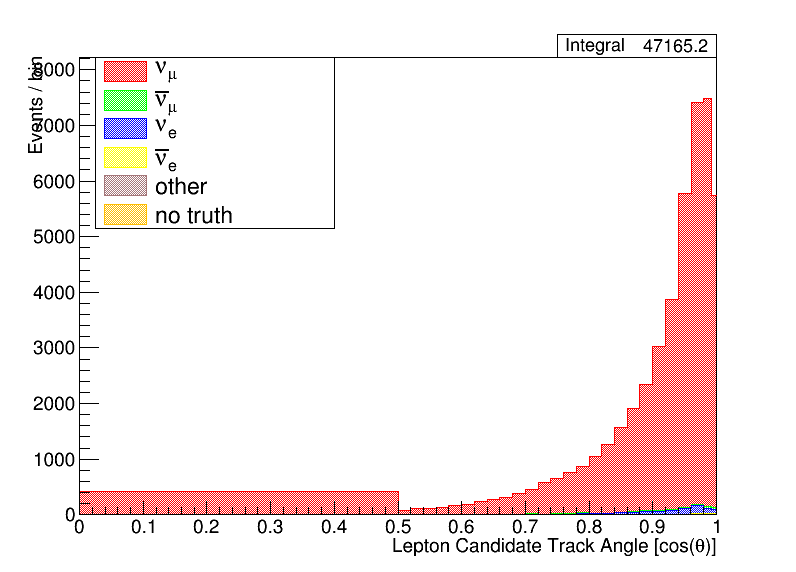 Integral 47165.2
Events / bin
8000
7000
6000
5000
4000
3000
2000
1000
0
νμ
ν̅μ
νe
ν̅e
other
no truth
0 0.1 0.2 0.3 0.4 0.5 0.6 0.7 0.8 0.9 1
Lepton Candidate Track Angle [cos(θ)]